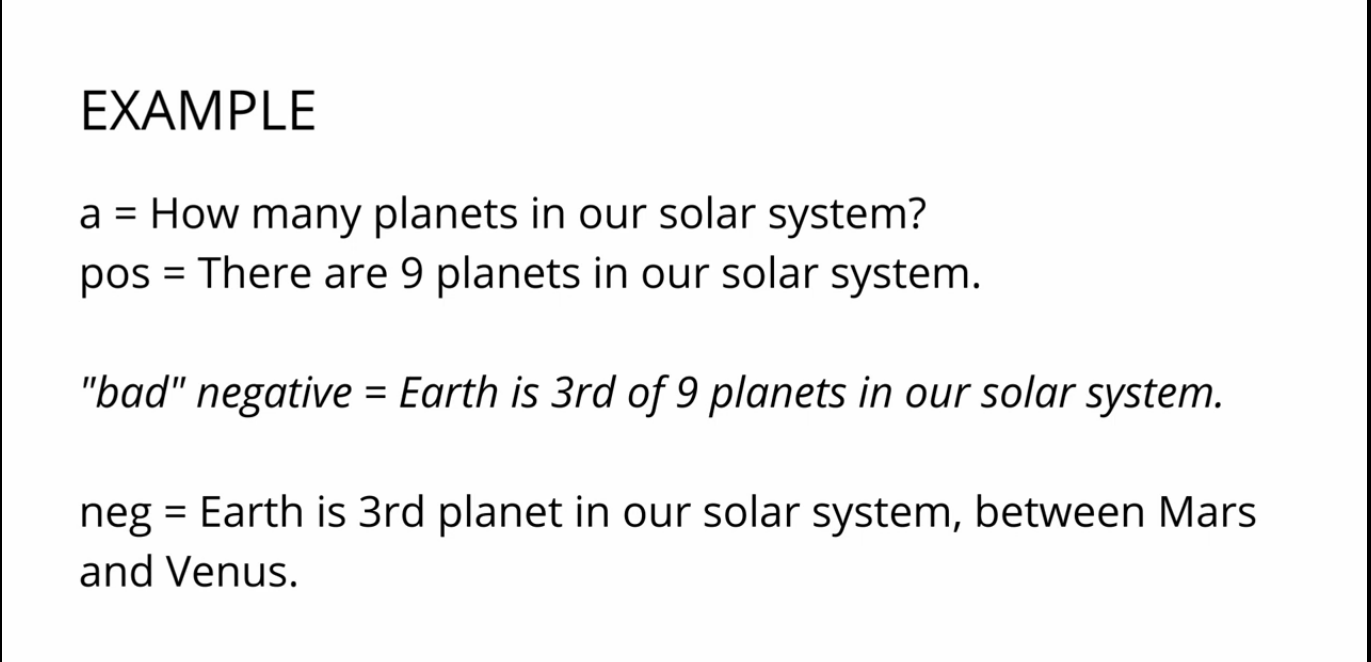 EXAMPLE
a = How many planets in our solar system?
pos = There are 9 planets in our solar system.
"bad" negative = Earth is 3rd of 9 planets in our solar system.
neg = Earth is 3rd planet in our solar system, between Mars
and Venus.